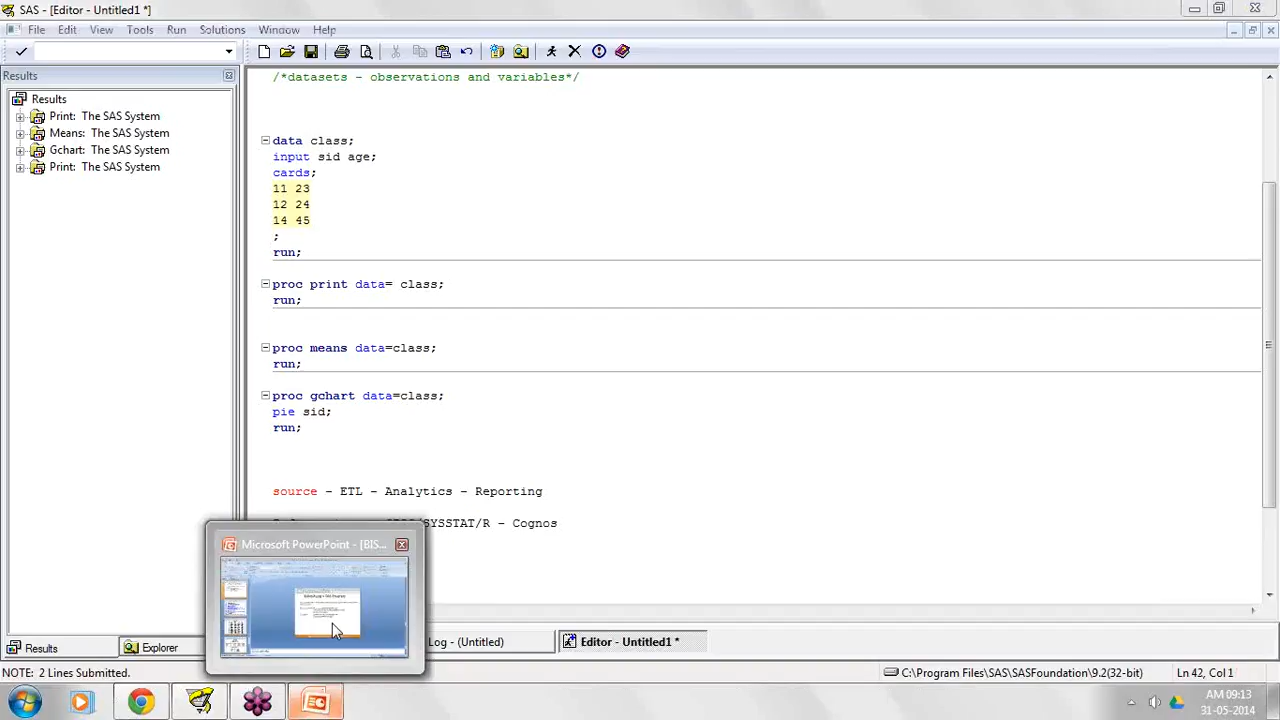 SAS - [Editor - Untitled1 *]
File Edit View Tools Run Solutions Window Help
Results
Results
Print: The SAS System
Means: The SAS System
Gchart: The SAS System
Print: The SAS System
/*datasets - observations and variables*/
data class;
input sid age;
cards;
11 23
12 24
14 45
;
run;
proc print data= class;
run;
proc means data=class;
run;
proc gchart data=class;
pie sid;
run;
source - ETL - Analytics - Reporting
/SYSSTAT/R - Cognos
Microsoft PowerPoint - [BIS...
Results
Explorer
Log - (Untitled)
Editor - Untitled1 *
NOTE: 2 Lines Submitted.
C:\Program Files\SAS\SASFoundation\9.2(32-bit)
Ln 42, Col 1
AM 09:13
31-05-2014